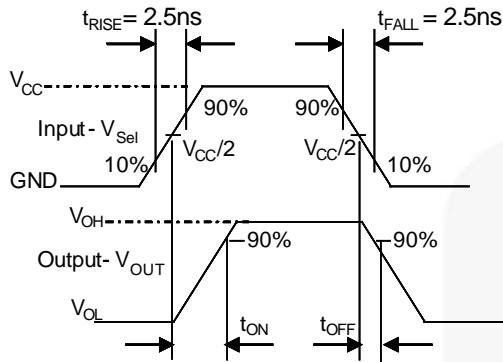 tRISE = 2.5ns tFALL = 2.5ns
VCC
90% 90%
Input- VSel
VCC/2 VCC/2
10% 10%
GND
VOH
90% 90%
Output- VOUT
VOL
tON tOFF